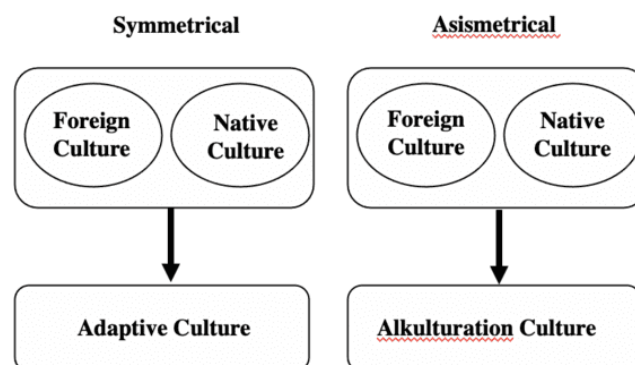 Symmetrical
Asismetrical
Foreign
Culture
Native
Culture
Foreign
Culture
Native
Culture
Adaptive Culture
Alkulturation Culture